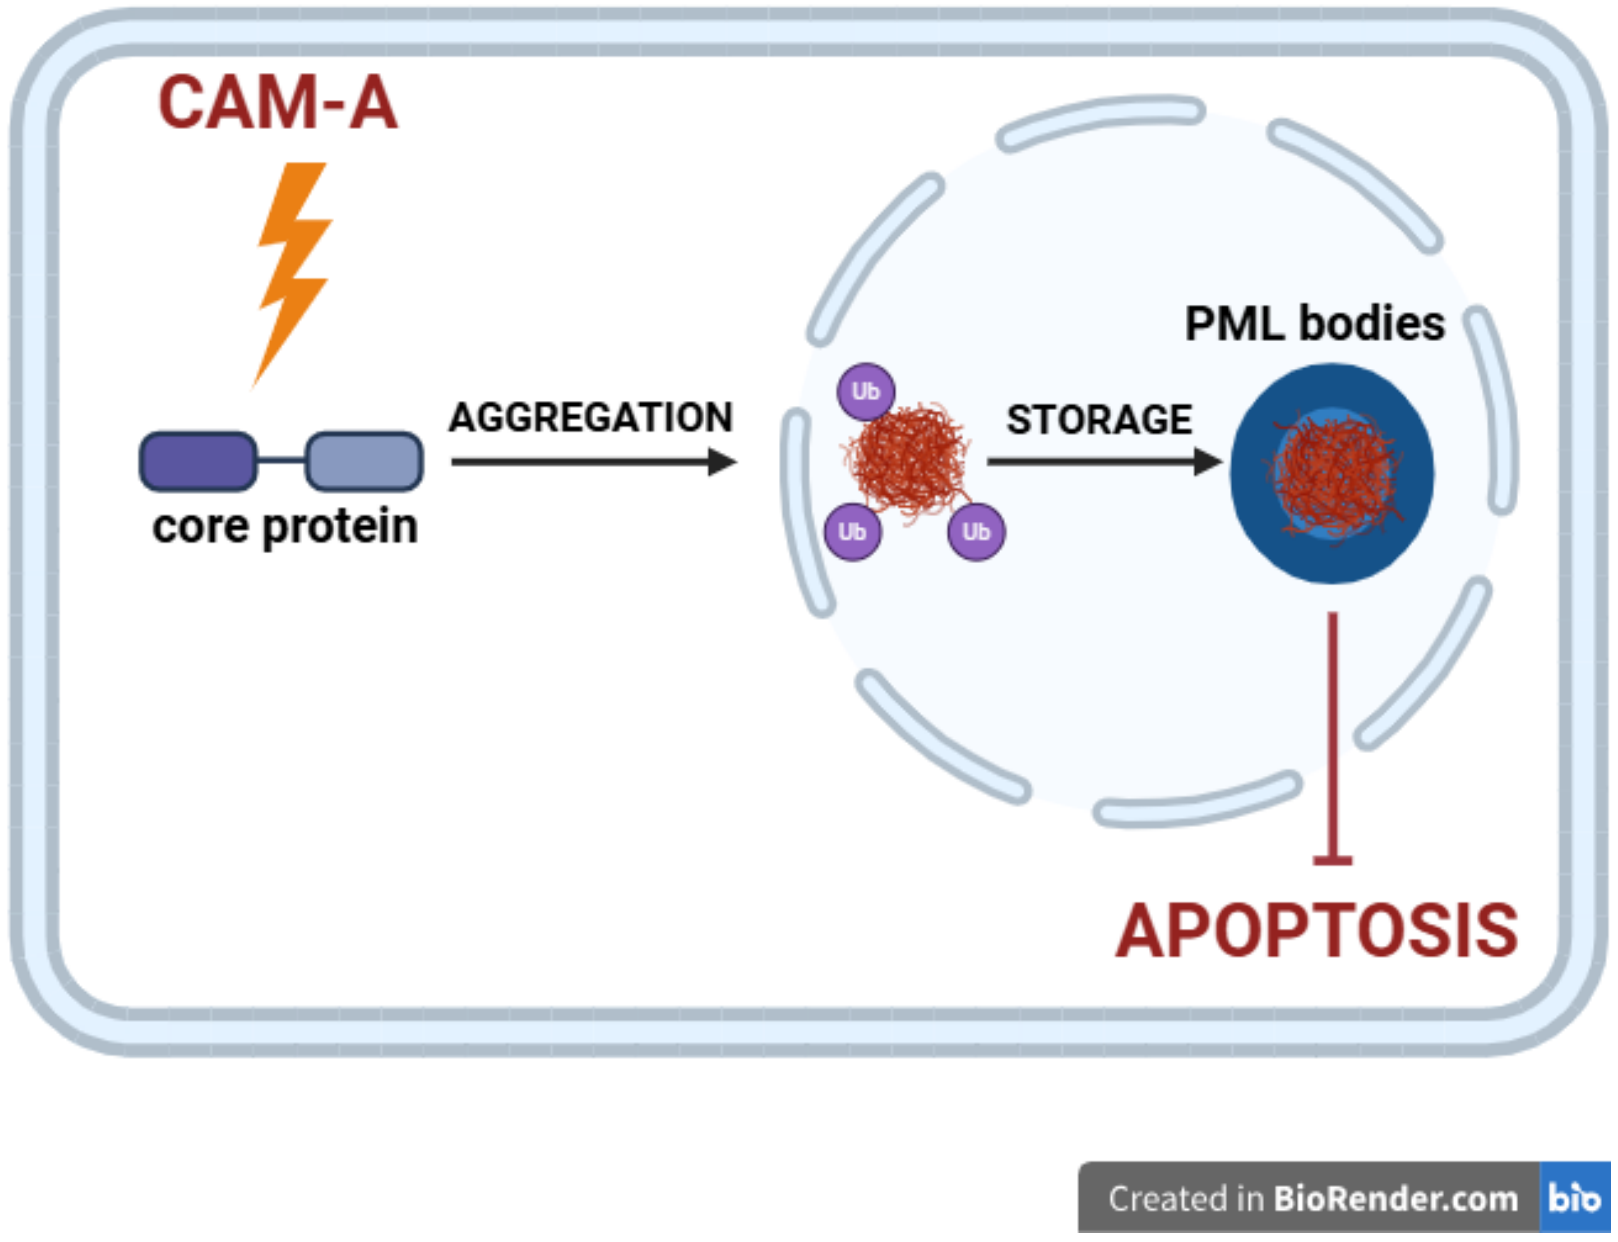 CAM-A
PML bodies
Ub
AGGREGATION
STORAGE
Ub
Ub
core protein
APOPTOSIS
Created in BioRender.com bio